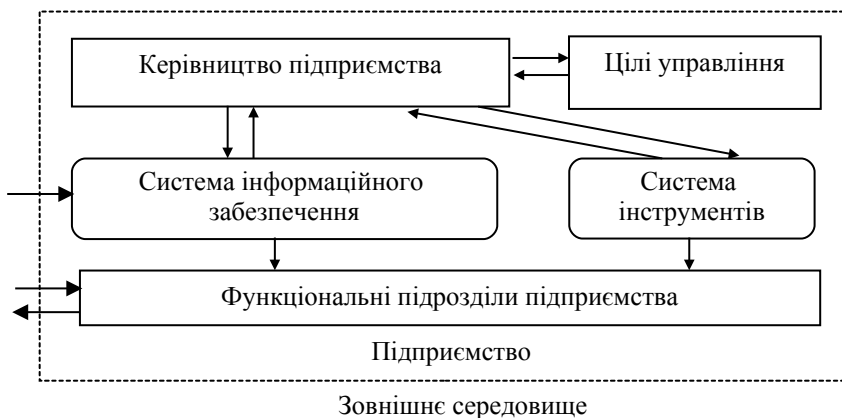 Керівництво підприємства
Цілі управління
Система інформаційного
забезпечення
Система
інструментів
Функціональні підрозділи підприємства
Підприємство
Зовнішнє середовище